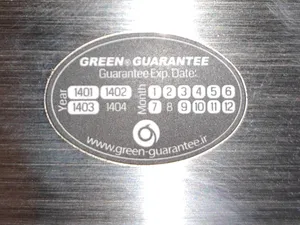 GREEN® GUARANTEE
Guarantee Exp. Date:
Year 1401 1402 Month 1 2 3 4 5 6
1403 1404 7 8 9 10 11 12
www.green-guarantee.ir